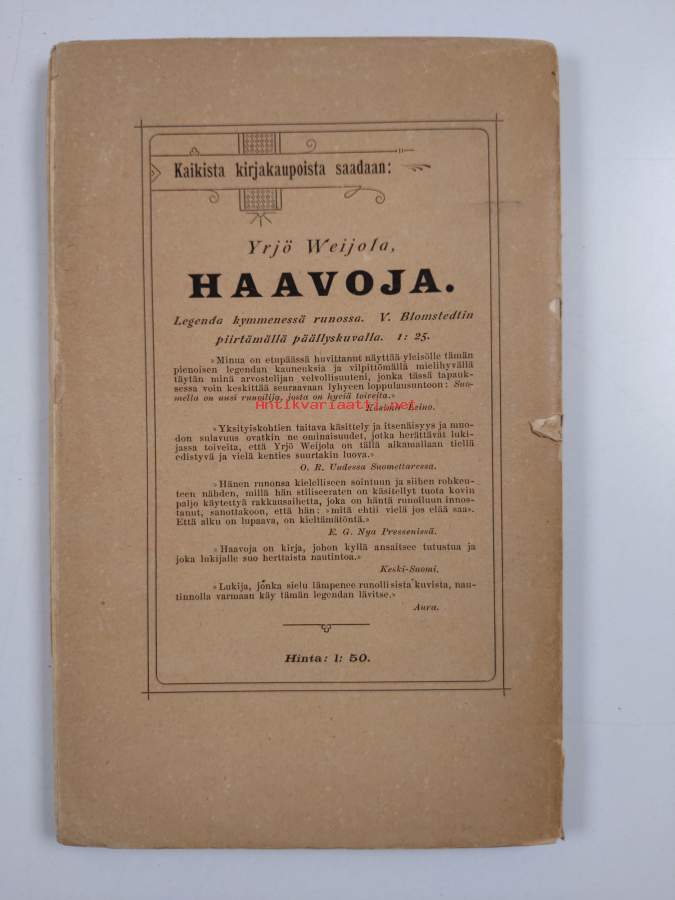 Kaikista kirjakaupoista saadaan:
Yrjö Weijola,
HAAVOJA.
Legenda kymmenessä runossa. V. Blomstedtin
piirtämällä päällyskuvalla. 1: 25.
»Minua on etupäässä huvittanut näyttää yleisölle tämän
pienoisen legendan kauneuksia ja vilpittömällä mielihyvällä
täytän minä arvostelijan velvollisuuteni, jonka tässä tapauk-
sessa voin keskittää seuraavaan lyhyeen loppulausuntoon: Suo-
mella on uusi runoilija, josta on hyviä toiveita.»
Antikvariaatti.net
Kasimir Leino.
»Yksityiskohtien taitava käsittely ja itsenäisyys ja muo-
don sulavuus ovatkin ne ominaisuudet, jotka herättävät luki-
jassa toiveita, että Yrjö Weijola on tällä alkamallaan tiellä
edistyvä ja vielä kenties suurtakin luova.»
O. R. Uudessa Suomettaressa.
»Hänen runonsa kielelliseen sointuun ja siihen rohkeu-
teen nähden, millä hän stiliseeraten on käsitellyt tuota kovin
paljo käytettyä rakkausaihetta, joka on häntä runoiluun innos-
tanut, sanottakoon, että hän: »mitä ehtii vielä jos elää saa».
Että alku on lupaava, on kieltämätöntä.»
E. G. Nya Pressenissä.
»Haavoja on kirja, johon kyllä ansaitsee tutustua ja
joka lukijalle suo herttaista nautintoa.»
Keski-Suomi.
»Lukija, jonka sielu lämpenee runollisista kuvista, nau-
tinnolla varmaan käy tämän legendan lävitse.»
Aura.
Hinta: 1: 50.